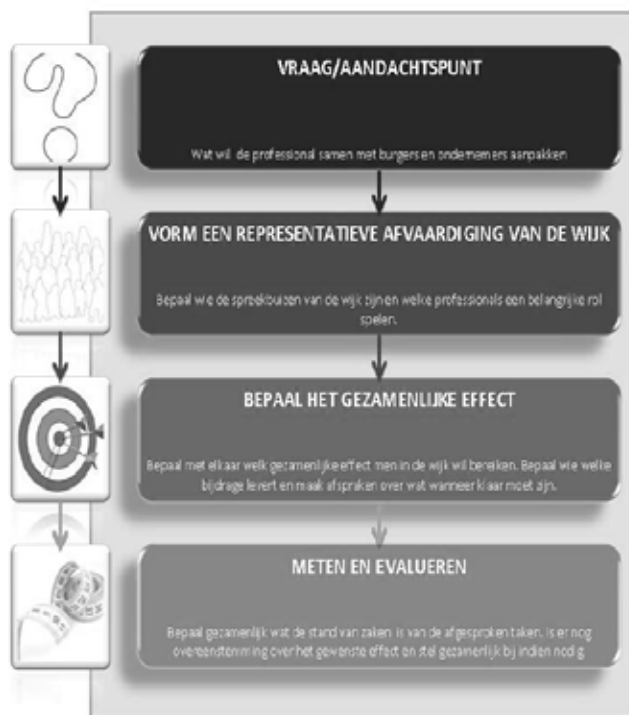 VRAAG/AANDACHTSPUNT
Wat wil de professional samen met burgers en ondernemers aanpakken
VORM EEN REPRESENTATIEVE AFVAARDIGING VAN DE WIJK
Bepaal wie de spreekbuizen van de wijk zijn en welke professionals een belangrijke rol
spelen.
BEPAAL HET GEZAMENLIJKE EFFECT
Bepaal met elkaar welk gezamenlijke effect men in de wijk wil bereiken. Bepaal wie welke
bijdrage levert en maak afspraken over wat wanneer klaar moet zijn.
METEN EN EVALUEREN
Bepaal gezamenlijk wat de stand van zaken is van de afgesproken taken. Is er nog
overeenstemming over het gewenste effect en stel gezamenlijk bij indien nodig